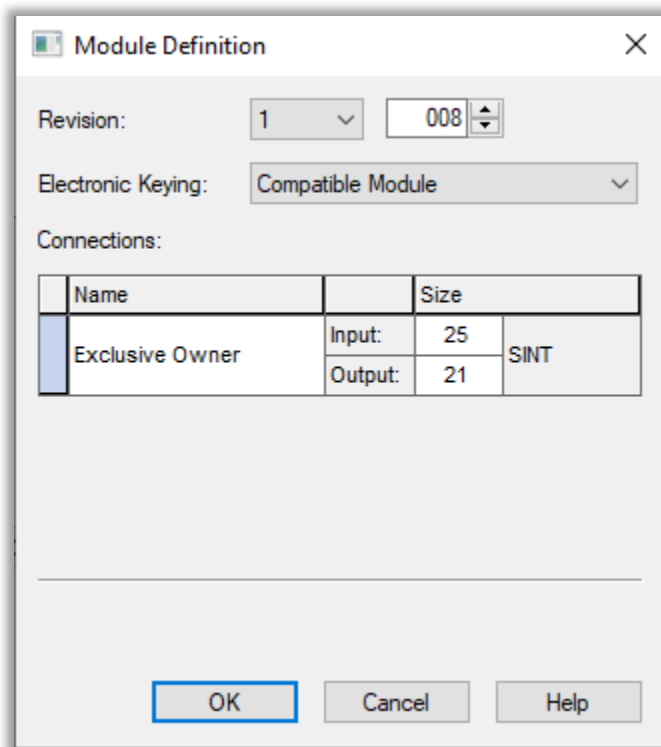 Module Definition
Revision: 1 008
Electronic Keying: Compatible Module
Connections:
Name Size
Exclusive Owner Input: 25 SINT
Output: 21
OK Cancel Help